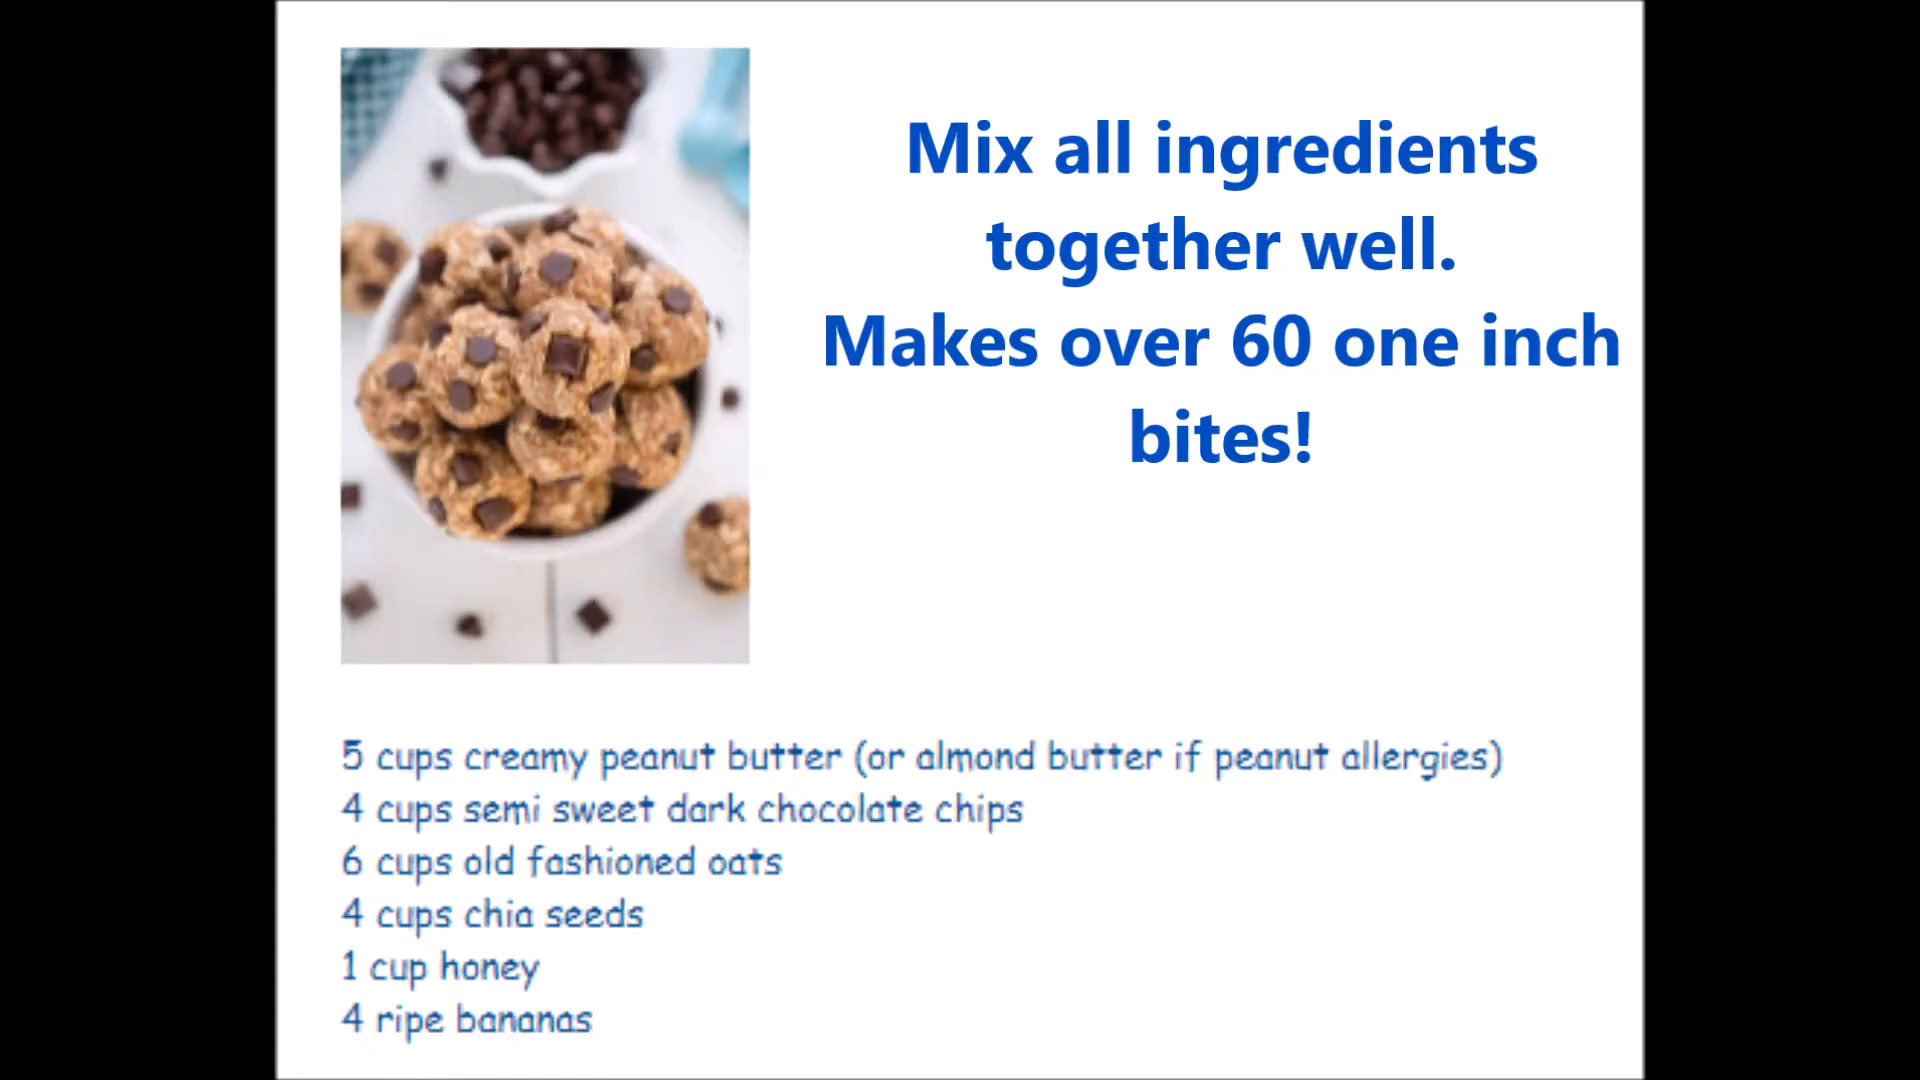 Mix all ingredients
together well.
Makes over 60 one inch
bites!
5 cups creamy peanut butter (or almond butter if peanut allergies)
4 cups semi sweet dark chocolate chips
6 cups old fashioned oats
4 cups chia seeds
1 cup honey
4 ripe bananas